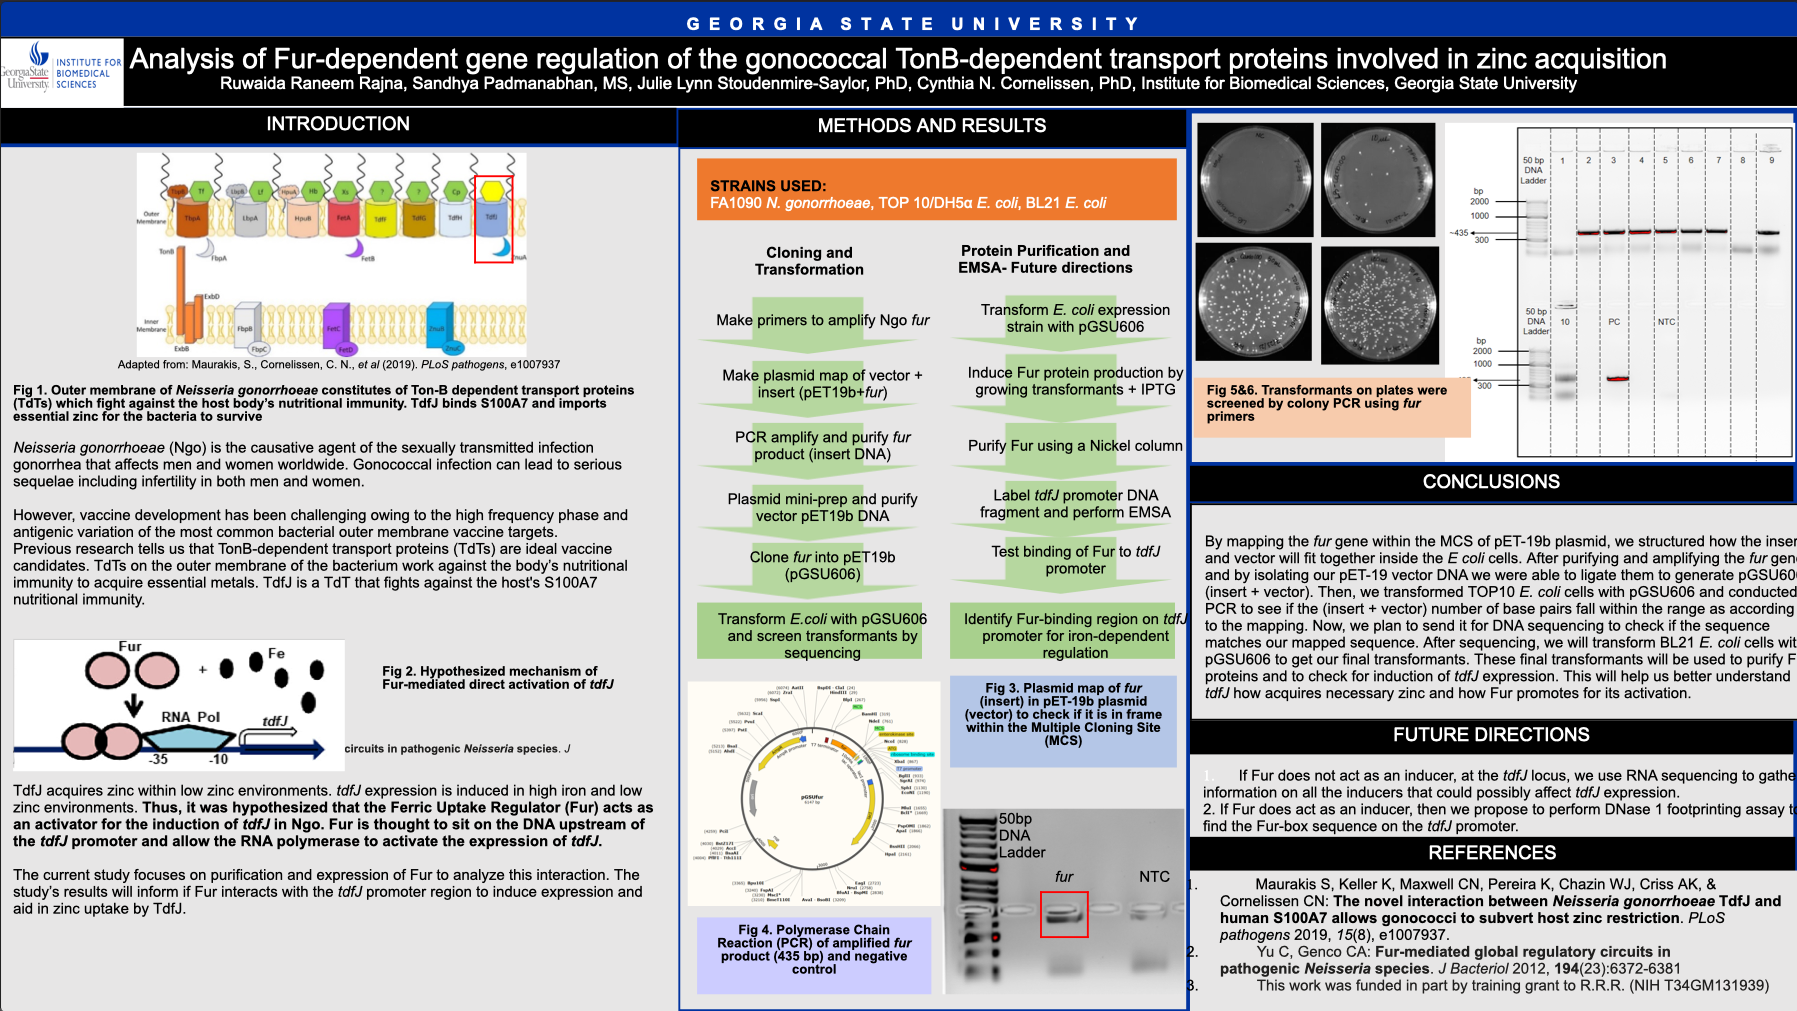 GEORGIA STATE UNIVERSITY
GeorgiaState
University
INSTITUTE FOR
BIOMEDICAL
SCIENCES
Analysis of Fur-dependent gene regulation of the gonococcal TonB-dependent transport proteins involved in zinc acquisition
Ruwaida Raneem Rajna, Sandhya Padmanabhan, MS, Julie Lynn Stoudenmire-Saylor, PhD, Cynthia N. Cornelissen, PhD, Institute for Biomedical Sciences, Georgia State University
INTRODUCTION
TbpB Tf LbpB Lf HpuA Hb Xs ? ? Cp
Outer
Membrane
TbpA LbpA HpuB FetA TdfF TdfG TdfH TdfJ
TonB
FbpA FetB ZnuA
ExbD
Inner
Membrane
FbpB FetC ZnuB
ExbB FbpC FetD ZnuC
Adapted from: Maurakis, S., Cornelissen, C. N., et al (2019). PLoS pathogens, e1007937
Fig 1. Outer membrane of Neisseria gonorrhoeae constitutes of Ton-B dependent transport proteins
(TdTs) which fight against the host body's nutritional immunity. TdfJ binds S100A7 and imports
essential zinc for the bacteria to survive
Neisseria gonorrhoeae (Ngo) is the causative agent of the sexually transmitted infection
gonorrhea that affects men and women worldwide. Gonococcal infection can lead to serious
sequelae including infertility in both men and women.
However, vaccine development has been challenging owing to the high frequency phase and
antigenic variation of the most common bacterial outer membrane vaccine targets.
Previous research tells us that TonB-dependent transport proteins (TdTs) are ideal vaccine
candidates. TdTs on the outer membrane of the bacterium work against the body's nutritional
immunity to acquire essential metals. TdfJ is a TdT that fights against the host's S100A7
nutritional immunity.
Fur
+
Fe
RNA Pol
tdfJ
-35 -10
Fig 2. Hypothesized mechanism of
Fur-mediated direct activation of tdfJ
circuits in pathogenic Neisseria species. J
TdfJ acquires zinc within low zinc environments. tdfJ expression is induced in high iron and low
zinc environments. Thus, it was hypothesized that the Ferric Uptake Regulator (Fur) acts as
an activator for the induction of tdfJ in Ngo. Fur is thought to sit on the DNA upstream of
the tdfJ promoter and allow the RNA polymerase to activate the expression of tdfJ.
The current study focuses on purification and expression of Fur to analyze this interaction. The
study's results will inform if Fur interacts with the tdfJ promoter region to induce expression and
aid in zinc uptake by TdfJ.
METHODS AND RESULTS
STRAINS USED:
FA1090 N. gonorrhoeae, TOP 10/DH5α E. coli, BL21 E. coli
Cloning and
Transformation
Make primers to amplify Ngo fur
Make plasmid map of vector +
insert (pET19b+fur)
PCR amplify and purify fur
product (insert DNA)
Plasmid mini-prep and purify
vector pET19b DNA
Clone fur into pET19b
(pGSU606)
Transform E.coli with pGSU606
and screen transformants by
sequencing
Protein Purification and
EMSA- Future directions
Transform E. coli expression
strain with pGSU606
Induce Fur protein production by
growing transformants + IPTG
Purify Fur using a Nickel column
Label tdfJ promoter DNA
fragment and perform EMSA
Test binding of Fur to tdfJ
promoter
Identify Fur-binding region on tdfJ
promoter for iron-dependent
regulation
pGSUfur
Fig 3. Plasmid map of fur
(insert) in pET-19b plasmid
(vector) to check if it is in frame
within the Multiple Cloning Site
(MCS)
Fig 4. Polymerase Chain
Reaction (PCR) of amplified fur
product (435 bp) and negative
control
50bp
DNA
Ladder
fur
NTC
50 bp
DNA
Ladder
1 2 3 4 5 6 7 8 9
bp
2000
1000
~435
300
50 bp
DNA
Ladder
10 PC NTC
bp
2000
1000
300
Fig 5&6. Transformants on plates were
screened by colony PCR using fur
primers
CONCLUSIONS
By mapping the fur gene within the MCS of pET-19b plasmid, we structured how the inser
and vector will fit together inside the E coli cells. After purifying and amplifying the fur gen
and by isolating our pET-19 vector DNA we were able to ligate them to generate pGSU60
(insert + vector). Then, we transformed TOP10 E. coli cells with pGSU606 and conducted
PCR to see if the (insert + vector) number of base pairs fall within the range as according
to the mapping. Now, we plan to send it for DNA sequencing to check if the sequence
matches our mapped sequence. After sequencing, we will transform BL21 E. coli cells wit
pGSU606 to get our final transformants. These final transformants will be used to purify F
proteins and to check for induction of tdfJ expression. This will help us better understand
tdfJ how acquires necessary zinc and how Fur promotes for its activation.
FUTURE DIRECTIONS
1. If Fur does not act as an inducer, at the tdfJ locus, we use RNA sequencing to gathe
information on all the inducers that could possibly affect tdfJ expression.
2. If Fur does act as an inducer, then we propose to perform DNase 1 footprinting assay t
find the Fur-box sequence on the tdfJ promoter.
REFERENCES
1. Maurakis S, Keller K, Maxwell CN, Pereira K, Chazin WJ, Criss AK, &
Cornelissen CN: The novel interaction between Neisseria gonorrhoeae TdfJ and
human S100A7 allows gonococci to subvert host zinc restriction. PLoS
pathogens 2019, 15(8), e1007937.
2. Yu C, Genco CA: Fur-mediated global regulatory circuits in
pathogenic Neisseria species. J Bacteriol 2012, 194(23):6372-6381
3. This work was funded in part by training grant to R.R.R. (NIH T34GM131939)